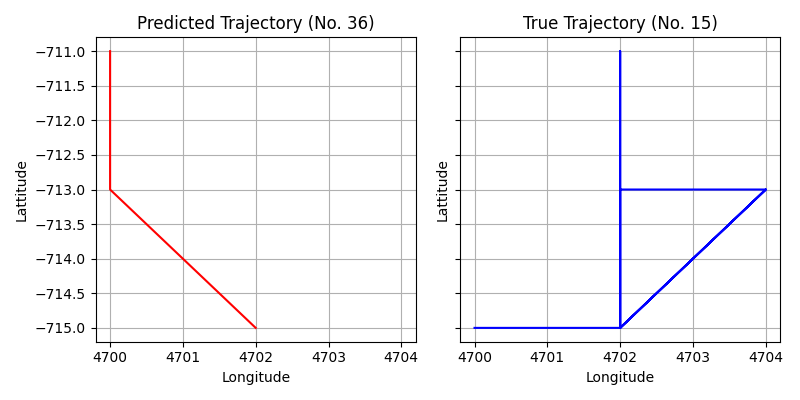 Predicted Trajectory (No. 36)
True Trajectory (No. 15)
−711.0
−711.5
−712.0
−712.5
−713.0
−713.5
−714.0
−714.5
−715.0
Lattitude
Lattitude
4700 4701 4702 4703 4704
4700 4701 4702 4703 4704
Longitude
Longitude